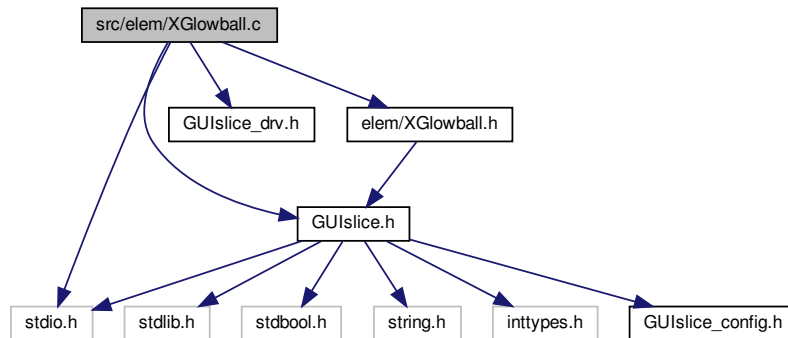 src/elem/XGlowball.c
GUIslice_drv.h
elem/XGlowball.h
GUIslice.h
stdio.h
stdlib.h
stdbool.h
string.h
inttypes.h
GUIslice_config.h